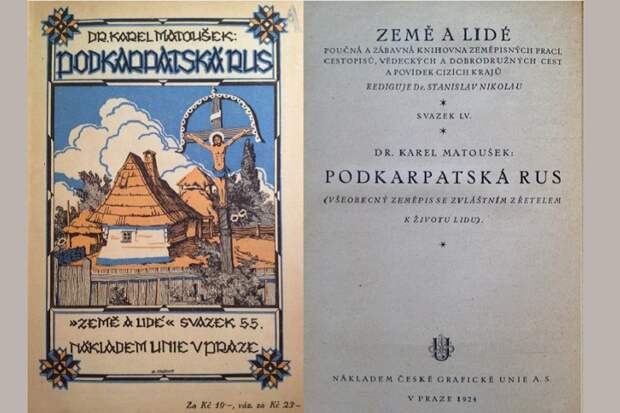 DR. KAREL MATOUŠEK:
PODKARPATSKÁ RUS
»ZEMĚ A LIDÉ« SVAZEK 55.
NÁKLADEM UNIE V PRAZE
Za Kč 19–, váz. za Kč 23–
ZEMĚ A LIDÉ
POUČNÁ A ZÁBAVNÁ KNIHOVNA ZEMĚPISNÝCH PRACÍ,
CESTOPISŮ, VĚDECKÝCH A DOBRODRUŽNÝCH CEST
A POVÍDEK CIZÍCH KRAJŮ
REDIGUJE Dr. STANISLAV NIKOLAU
SVAZEK LV.
DR. KAREL MATOUŠEK:
PODKARPATSKÁ RUS
(VŠEOBECNÝ ZEMĚPIS SE ZVLÁŠTNÍM ZŘETELEM
K ŽIVOTU LIDU).
NÁKLADEM ČESKÉ GRAFICKÉ UNIE A. S.
V PRAZE 1924